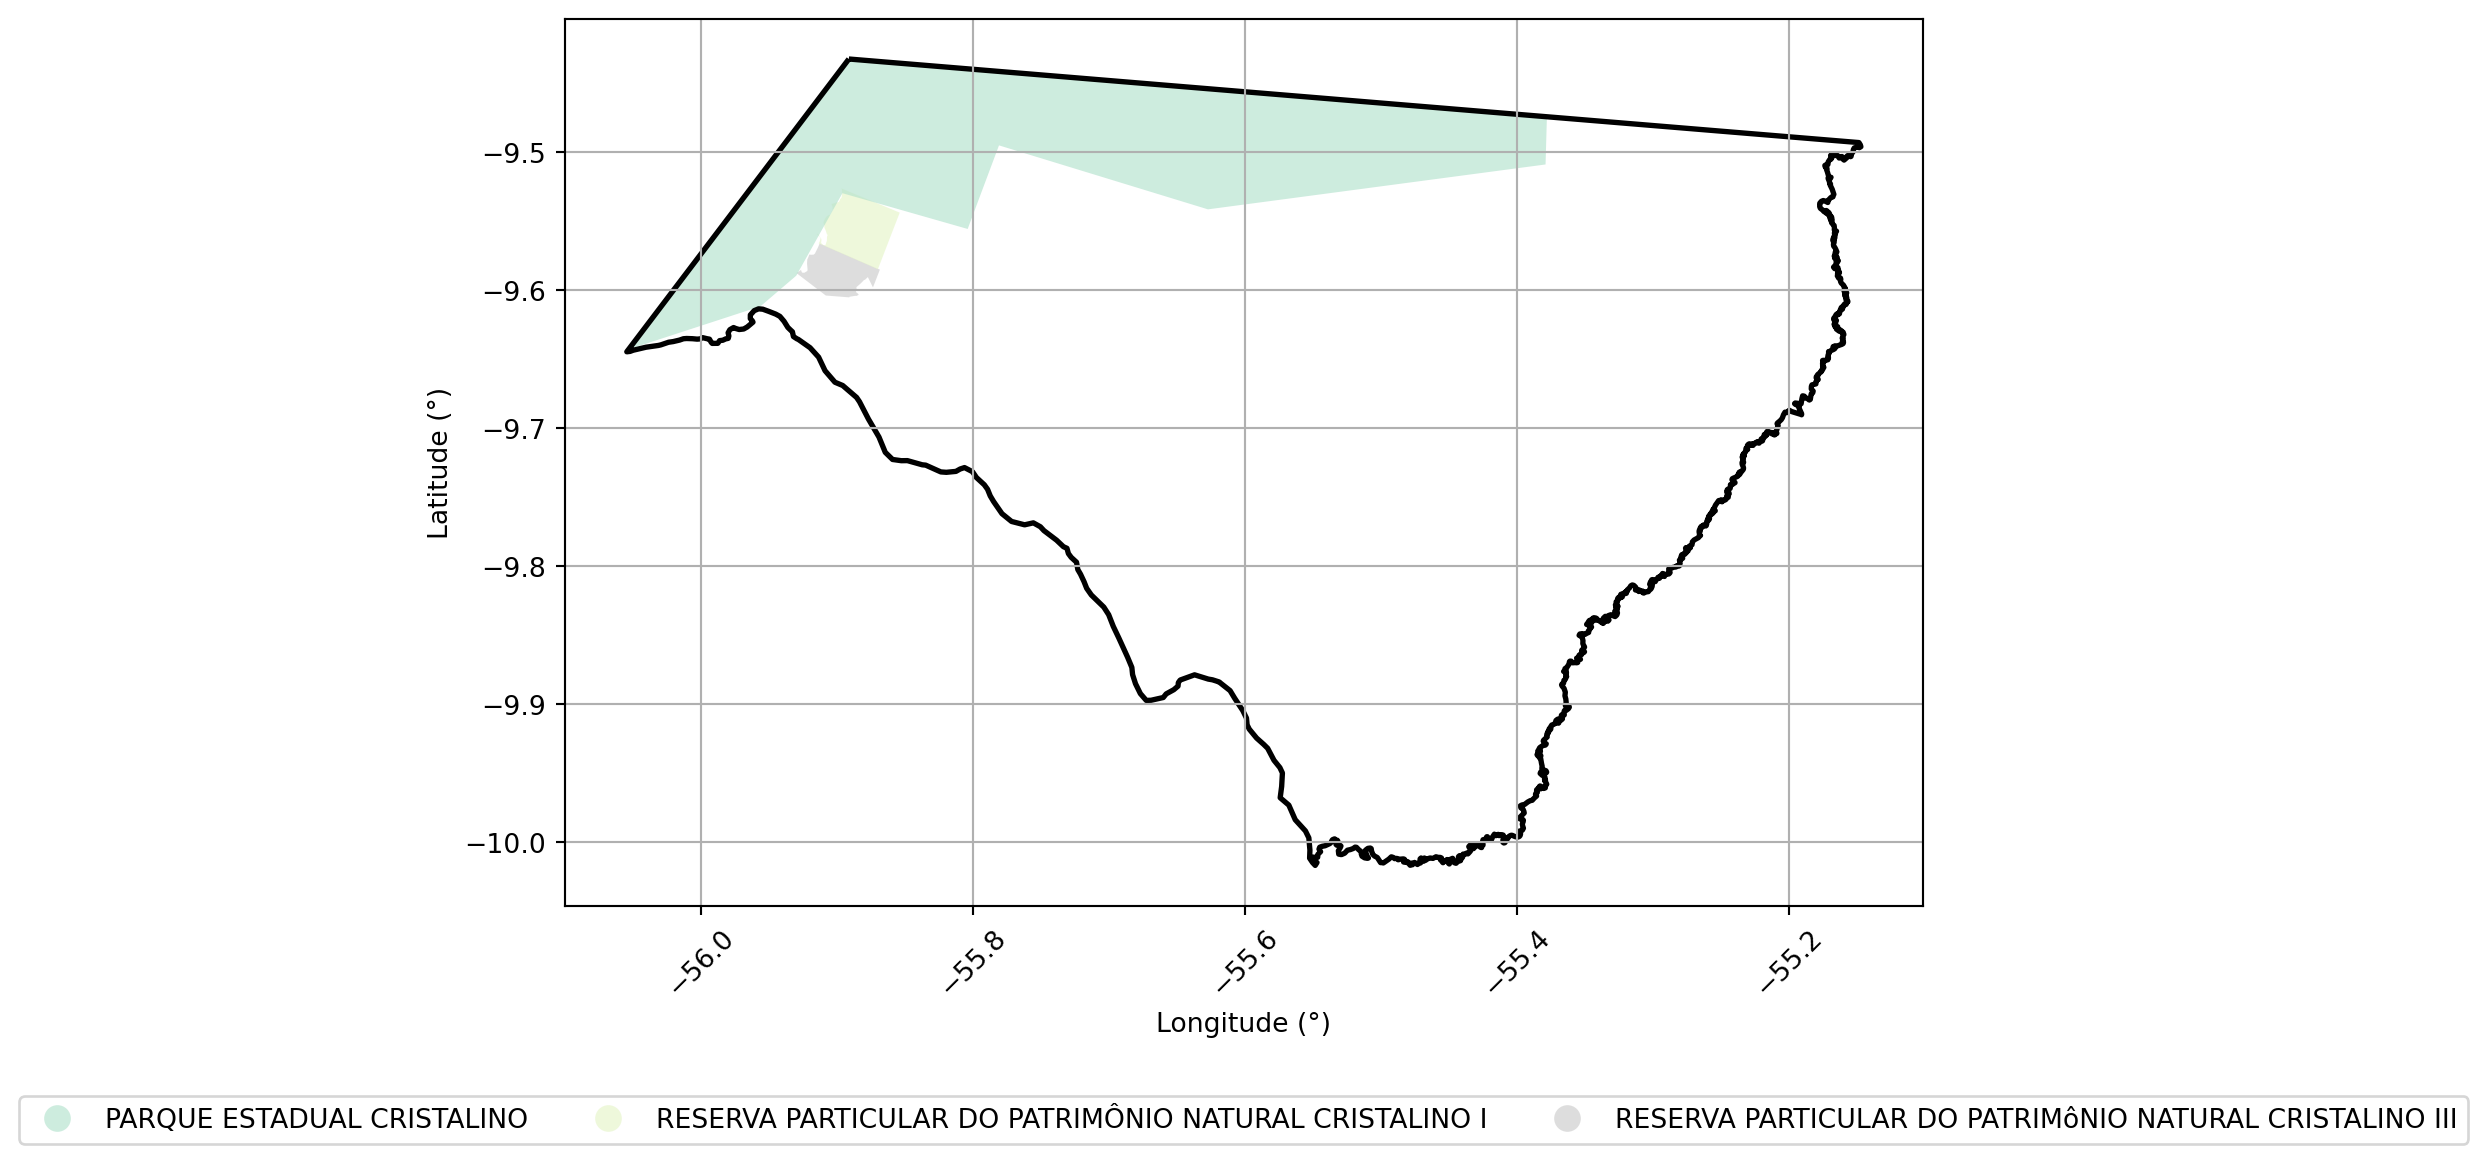 −9.5
−9.6
−9.7
−9.8
−9.9
−10.0
Latitude (°)
−56.0
−55.8
−55.6
−55.4
−55.2
Longitude (°)
PARQUE ESTADUAL CRISTALINO
RESERVA PARTICULAR DO PATRIMÔNIO NATURAL CRISTALINO I
RESERVA PARTICULAR DO PATRIMôNIO NATURAL CRISTALINO III